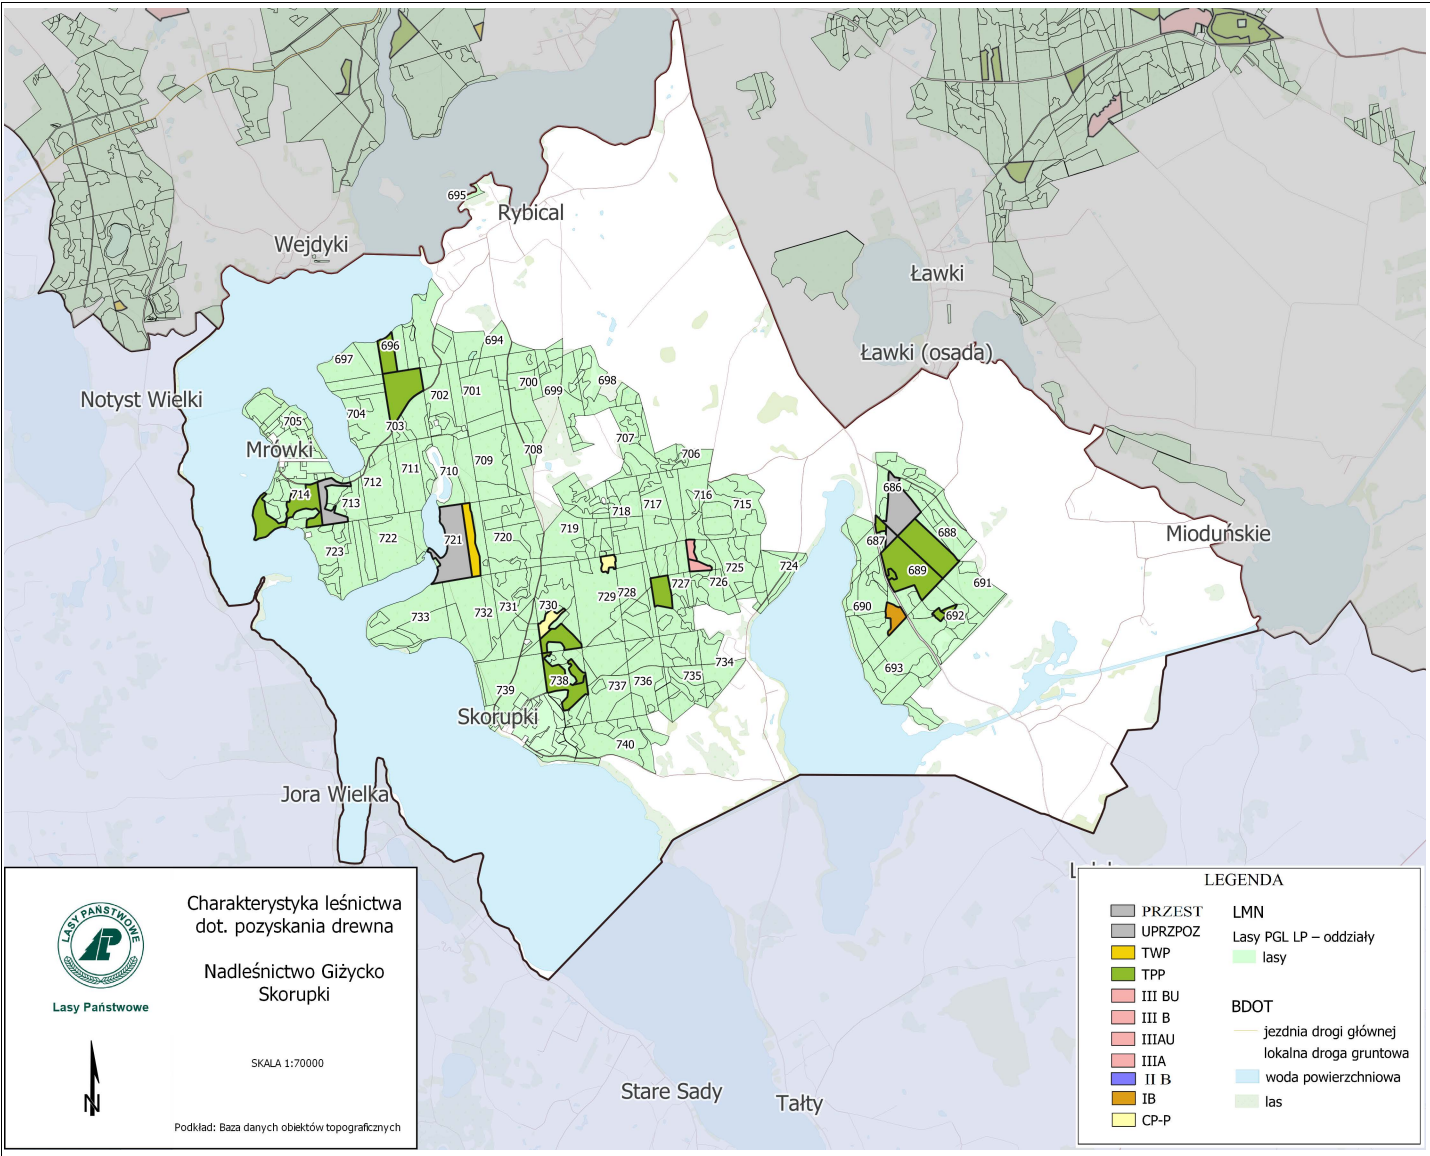 695
Rybical
Wejdyki
Ławki
Ławki (osada)
Notyst Wielki
Mrówki
Mioduńskie
Skorupki
Jora Wielka
Stare Sady
Tałty
694
696
697
698
699
700
701
702
703
704
705
706
707
708
709
710
711
712
713
714
715
716
717
718
719
720
721
722
723
724
725
726
727
728
729
730
731
732
733
734
735
736
737
738
739
740
686
687
688
689
690
691
692
693
LASY PAŃSTWOWE
LP
Lasy Państwowe
N
Charakterystyka leśnictwa
dot. pozyskania drewna
Nadleśnictwo Giżycko
Skorupki
SKALA 1:70000
Podkład: Baza danych obiektów topograficznych
LEGENDA
PRZEST
UPRZPOZ
TWP
TPP
III BU
III B
IIIAU
IIIA
II B
IB
CP-P
LMN
Lasy PGL LP – oddziały
lasy
BDOT
jezdnia drogi głównej
lokalna droga gruntowa
woda powierzchniowa
las